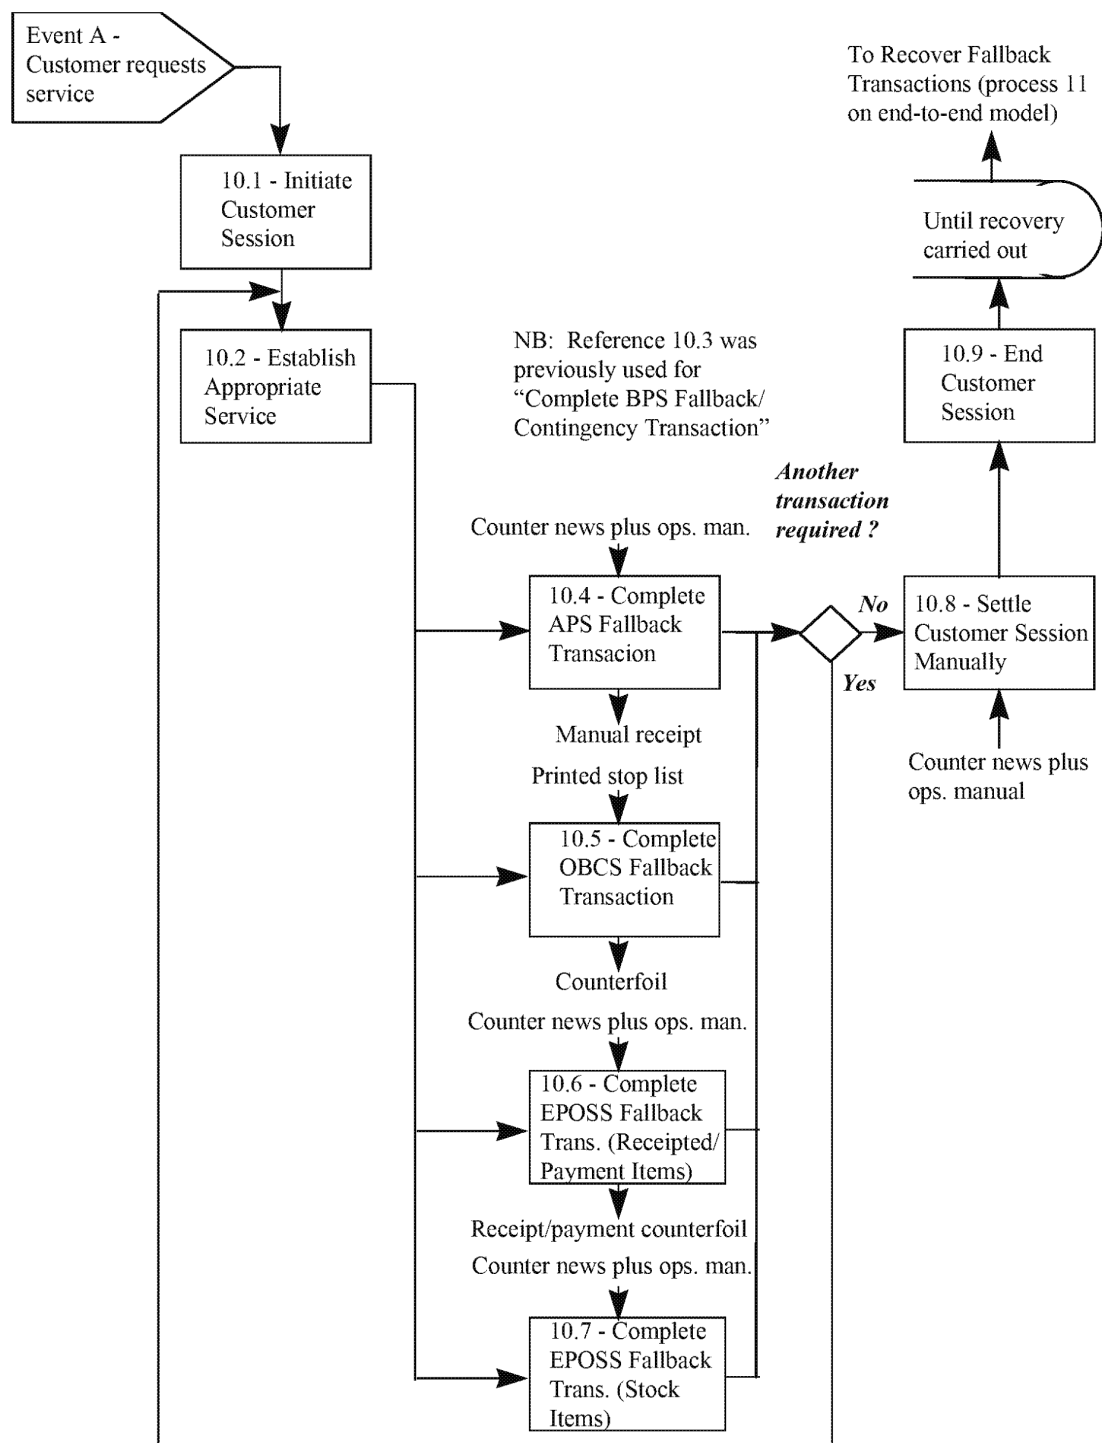 Event A -
Customer requests
service
To Recover Fallback
Transactions (process 11
on end-to-end model)
10.1 - Initiate
Customer
Session
Until recovery
carried out
10.2 - Establish
Appropriate
Service
NB:  Reference 10.3 was
previously used for
“Complete BPS Fallback/
Contingency Transaction”
10.9 - End
Customer
Session
Another
transaction
required ?
Counter news plus ops. man.
10.4 - Complete
APS Fallback
Transacion
No
Yes
10.8 - Settle
Customer Session
Manually
Manual receipt
Counter news plus
ops. manual
Printed stop list
10.5 - Complete
OBCS Fallback
Transaction
Counterfoil
Counter news plus ops. man.
10.6 - Complete
EPOSS Fallback
Trans. (Receipted/
Payment Items)
Receipt/payment counterfoil
Counter news plus ops. man.
10.7 - Complete
EPOSS Fallback
Trans. (Stock
Items)